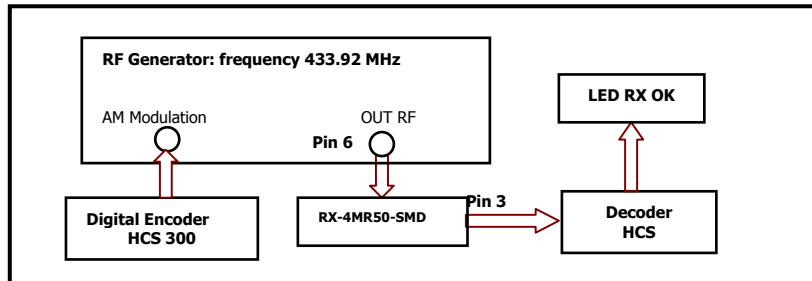 RF Generator: frequency 433.92 MHz
AM Modulation
OUT RF
Pin 6
LED RX OK
Digital Encoder
HCS 300
RX-4MR50-SMD
Pin 3
Decoder
HCS